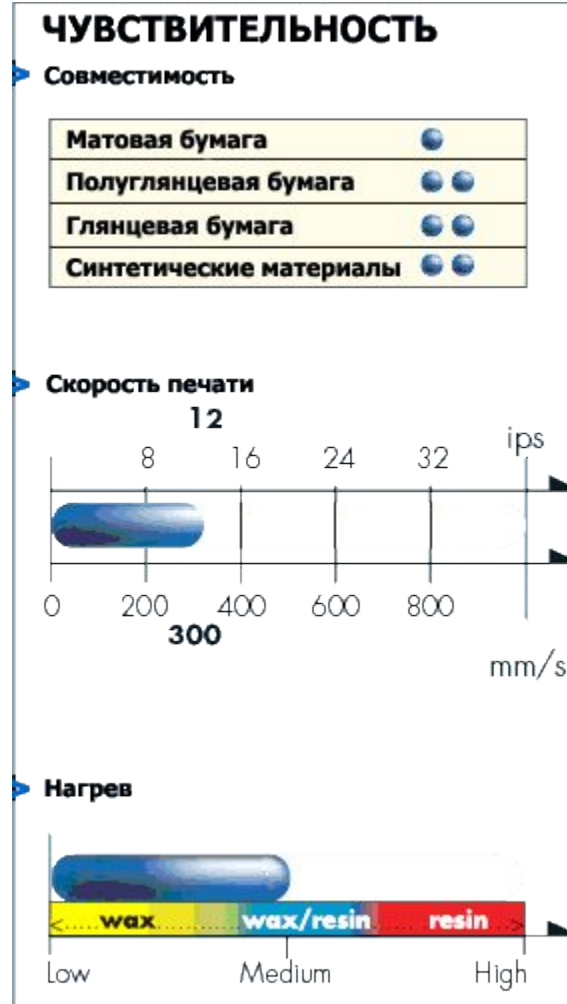 ЧУВСТВИТЕЛЬНОСТЬ
Совместимость
Матовая бумага
Полуглянцевая бумага
Глянцевая бумага
Синтетические материалы
Скорость печати
12
8 16 24 32 ips
0 200 400 600 800
300
mm/s
Нагрев
wax wax/resin resin
Low Medium High